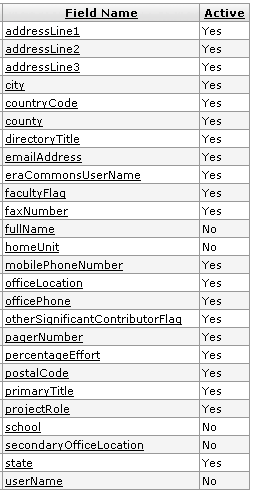 Field Name Active
addressLine1 Yes
addressLine2 Yes
addressLine3 Yes
city Yes
countryCode Yes
county Yes
directoryTitle Yes
emailAddress Yes
eraCommonsUserName Yes
facultyFlag Yes
faxNumber Yes
fullName No
homeUnit No
mobilePhoneNumber Yes
officeLocation Yes
officePhone Yes
otherSignificantContributorFlag Yes
pagerNumber Yes
percentageEffort Yes
postalCode Yes
primaryTitle Yes
projectRole Yes
school No
secondaryOfficeLocation No
state Yes
userName No